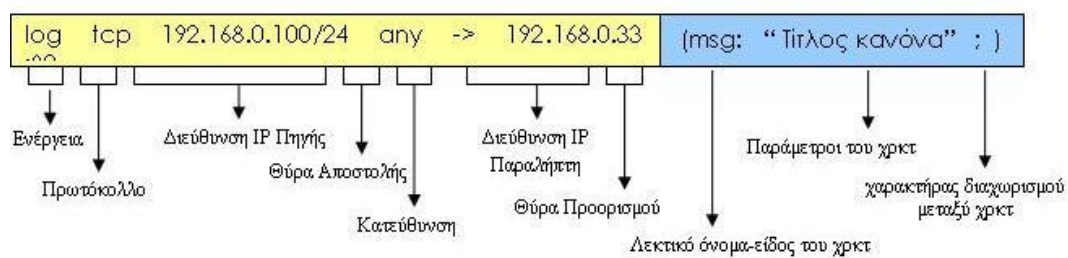 log tcp 192.168.0.100/24 any -> 192.168.0.33 (msg: “Τίτλος κανόνα” ; )
Ενέργεια
Διεύθυνση IP Πηγής
Διεύθυνση IP
Παραλήπτη
Παράμετροι του χρκτ
Θύρα Αποστολής
Πρωτόκολλο
χαρακτήρας διαχωρισμού
μεταξύ χρκτ
Θύρα Προορισμού
Κατεύθυνση
Λεκτικό όνομα-είδος του χρκτ